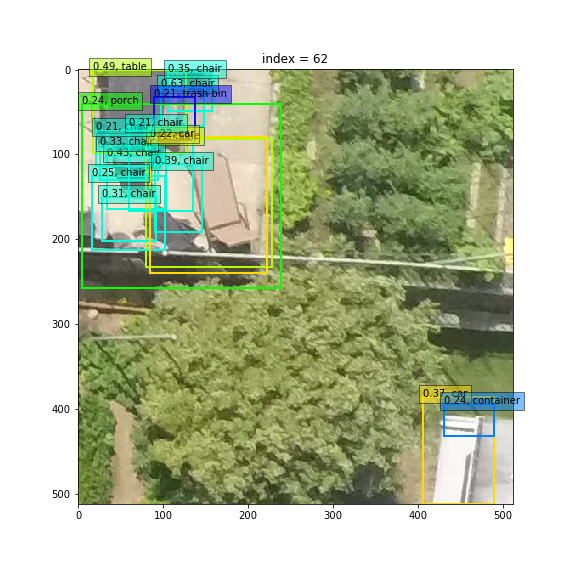 index = 62
0.49, table
0.35, chair
0.63, chair
0.21, trash bin
0.24, porch
0.21, chair
0.21, chair
0.22, car
0.33, chair
0.43, chair
0.39, chair
0.25, chair
0.31, chair
0.37, car
0.24, container
0
100
200
300
400
500
0
100
200
300
400
500